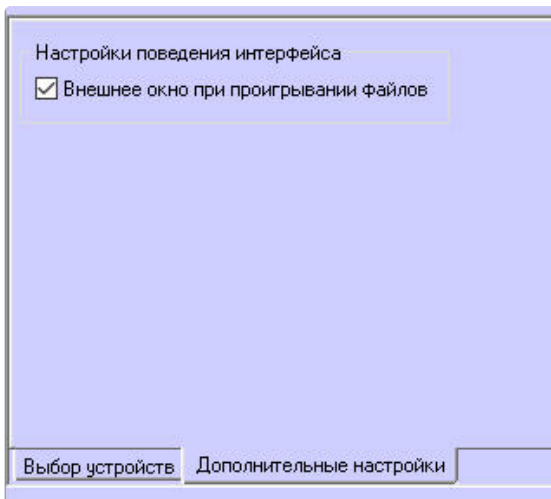 Настройки поведения интерфейса
Внешнее окно при проигрывании файлов
Выбор устройств Дополнительные настройки